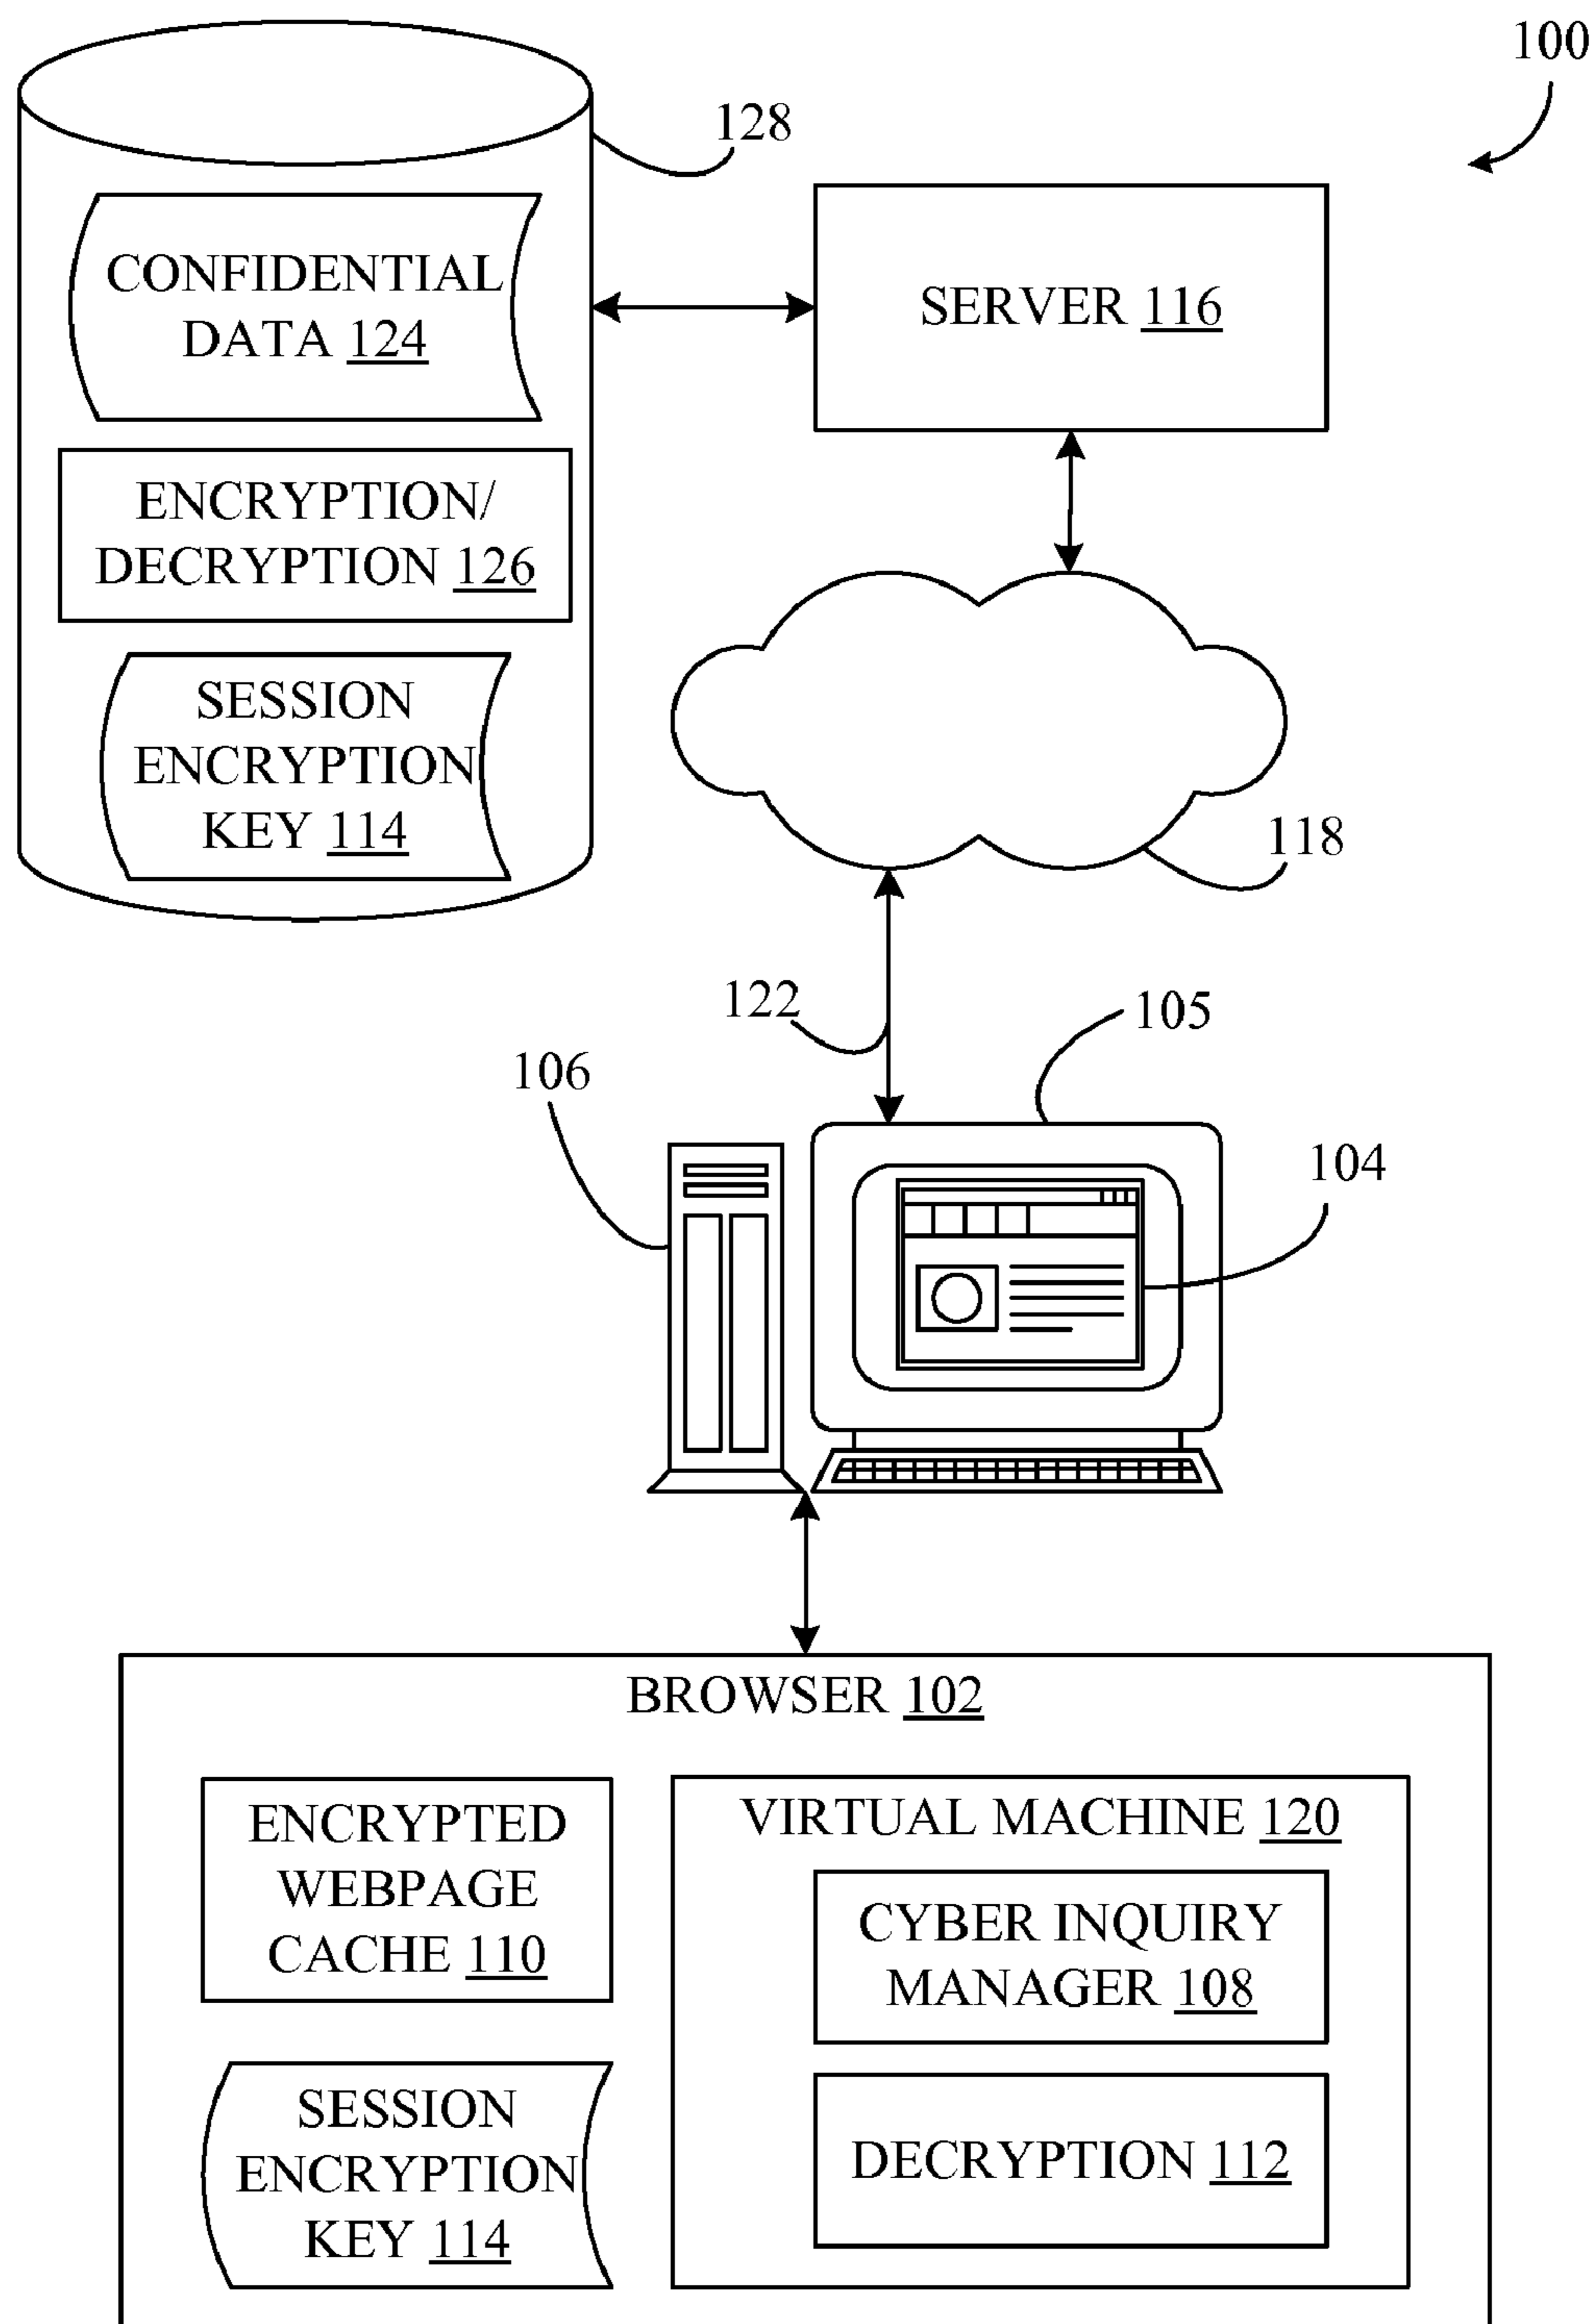 100
128
CONFIDENTIAL
DATA 124
SERVER 116
ENCRYPTION/
DECRYPTION 126
SESSION
ENCRYPTION
KEY 114
118
122
105
106
104
BROWSER 102
ENCRYPTED
WEBPAGE
CACHE 110
VIRTUAL MACHINE 120
CYBER INQUIRY
MANAGER 108
SESSION
ENCRYPTION
KEY 114
DECRYPTION 112